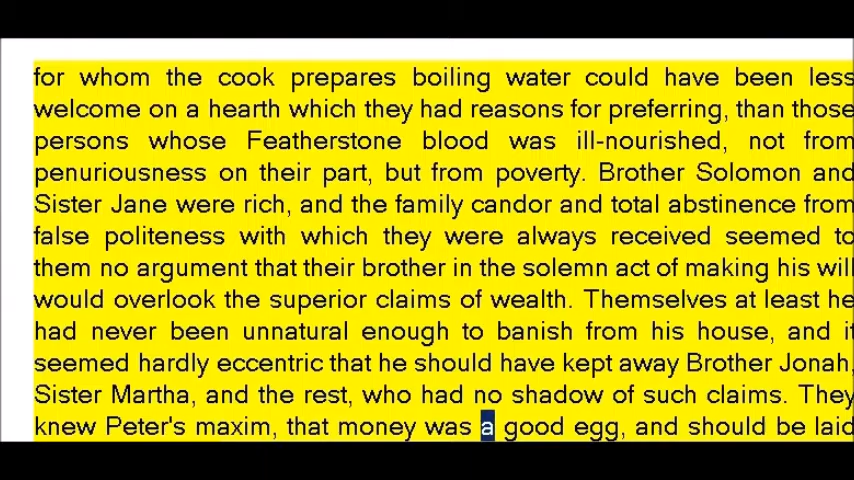 for whom the cook prepares boiling water could have been less
welcome on a hearth which they had reasons for preferring, than those
persons whose Featherstone blood was ill-nourished, not from
penuriousness on their part, but from poverty. Brother Solomon and
Sister Jane were rich, and the family candor and total abstinence from
false politeness with which they were always received seemed to
them no argument that their brother in the solemn act of making his will
would overlook the superior claims of wealth. Themselves at least he
had never been unnatural enough to banish from his house, and it
seemed hardly eccentric that he should have kept away Brother Jonah,
Sister Martha, and the rest, who had no shadow of such claims. They
knew Peter's maxim, that money was a good egg, and should be laid